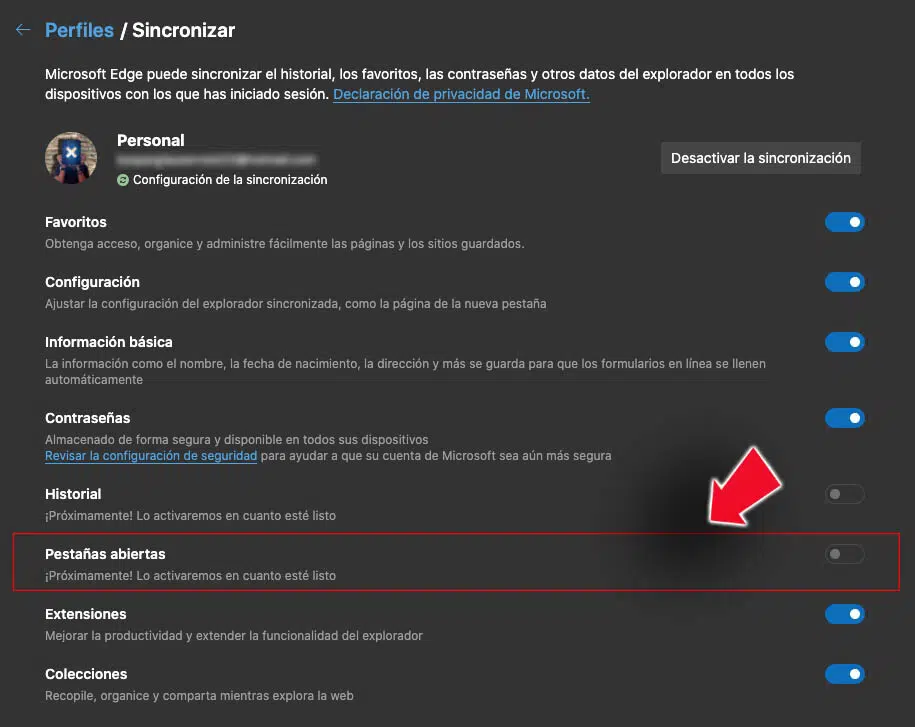 Perfiles / Sincronizar
Microsoft Edge puede sincronizar el historial, los favoritos, las contraseñas y otros datos del explorador en todos los
dispositivos con los que has iniciado sesión. Declaración de privacidad de Microsoft.
Personal
Configuración de la sincronización
Desactivar la sincronización
Favoritos
Obtenga acceso, organice y administre fácilmente las páginas y los sitios guardados.
Configuración
Ajustar la configuración del explorador sincronizada, como la página de la nueva pestaña
Información básica
La información como el nombre, la fecha de nacimiento, la dirección y más se guarda para que los formularios en línea se llenen
automáticamente
Contraseñas
Almacenado de forma segura y disponible en todos sus dispositivos
Revisar la configuración de seguridad para ayudar a que su cuenta de Microsoft sea aún más segura
Historial
¡Próximamente! Lo activaremos en cuanto esté listo
Pestañas abiertas
¡Próximamente! Lo activaremos en cuanto esté listo
Extensiones
Mejorar la productividad y extender la funcionalidad del explorador
Colecciones
Recopile, organice y comparta mientras explora la web